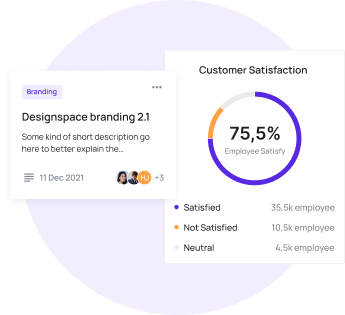 Branding
Designspace branding 2.1
Some kind of short description go
here to better explain the...
11 Dec 2021
HJ
+3
Customer Satisfaction
75,5%
Employee Satisfy
Satisfied 35,5k employee
Not Satisfied 10,5k employee
Neutral 4,5k employee